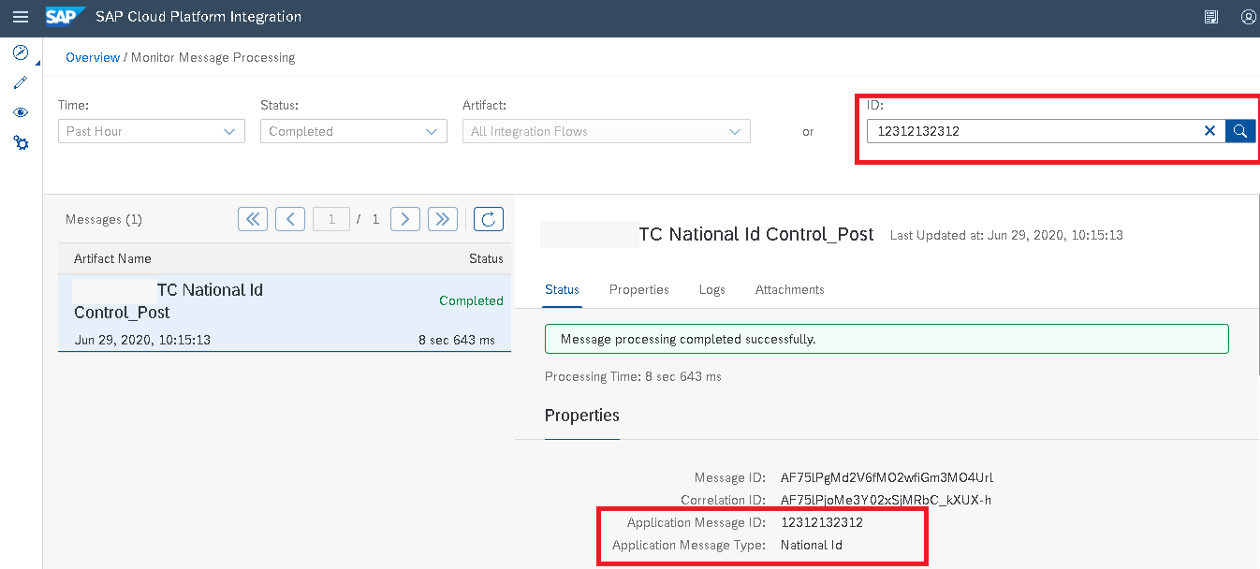 SAP SAP Cloud Platform Integration
Overview / Monitor Message Processing
Time: Status: Artifact: ID:
Past Hour Completed All Integration Flows or 12312132312
Messages (1) 1 / 1
Artifact Name Status
TC National Id
Control_Post
Completed
Jun 29, 2020, 10:15:13 8 sec 643 ms
TC National Id Control_Post Last Updated at: Jun 29, 2020, 10:15:13
Status Properties Logs Attachments
Message processing completed successfully.
Processing Time: 8 sec 643 ms
Properties
Message ID: AF75lPgMd2V6fMO2wfiGm3MO4Url
Correlation ID: AF75lPjoMe3Y02xSjMRbC_kXUX-h
Application Message ID: 12312132312
Application Message Type: National Id